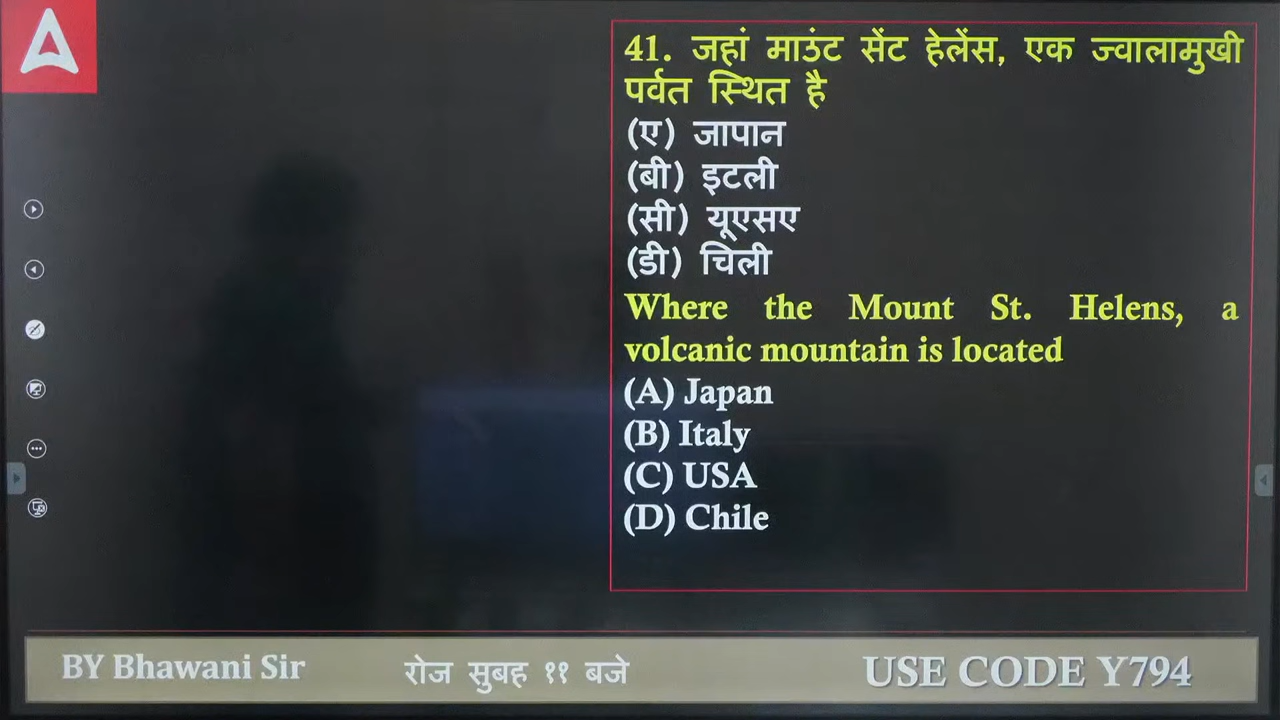 41. जहां माउंट सेंट हेलेंस, एक ज्वालामुखी
पर्वत स्थित है
(ए) जापान
(बी) इटली
(सी) यूएसए
(डी) चिली
Where the Mount St. Helens, a
volcanic mountain is located
(A) Japan
(B) Italy
(C) USA
(D) Chile
BY Bhawani Sir
रोज सुबह ११ बजे
USE CODE Y794